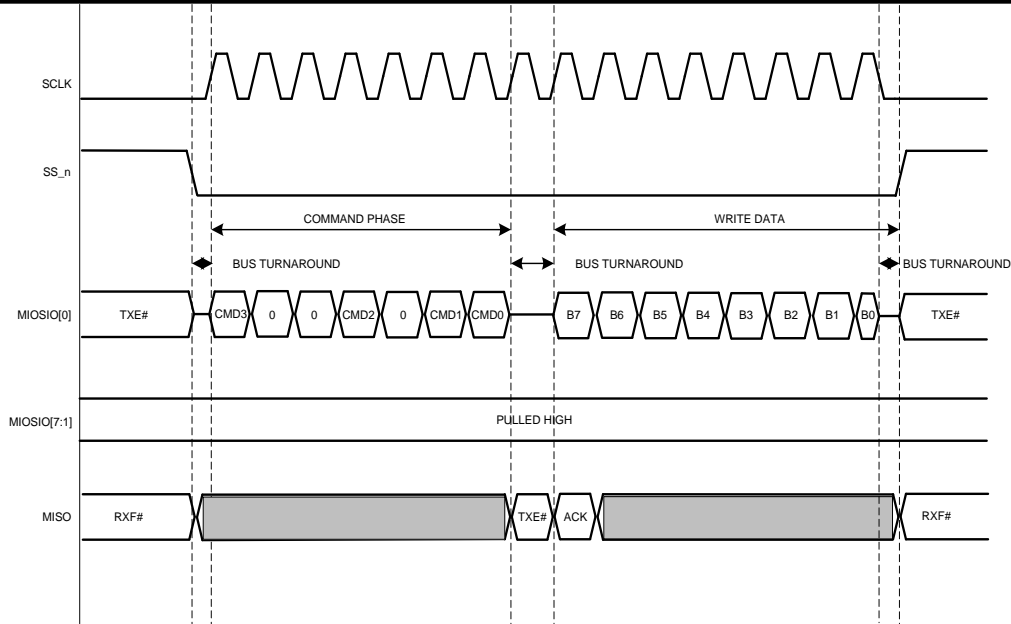 SCLK
SS_n
COMMAND PHASE WRITE DATA
BUS TURNAROUND BUS TURNAROUND BUS TURNAROUND
MIOSIO[0] TXE# CMD3 0 0 CMD2 0 CMD1 CMD0 B7 B6 B5 B4 B3 B2 B1 B0 TXE#
MIOSIO[7:1] PULLED HIGH
MISO RXF# TXE# ACK RXF#